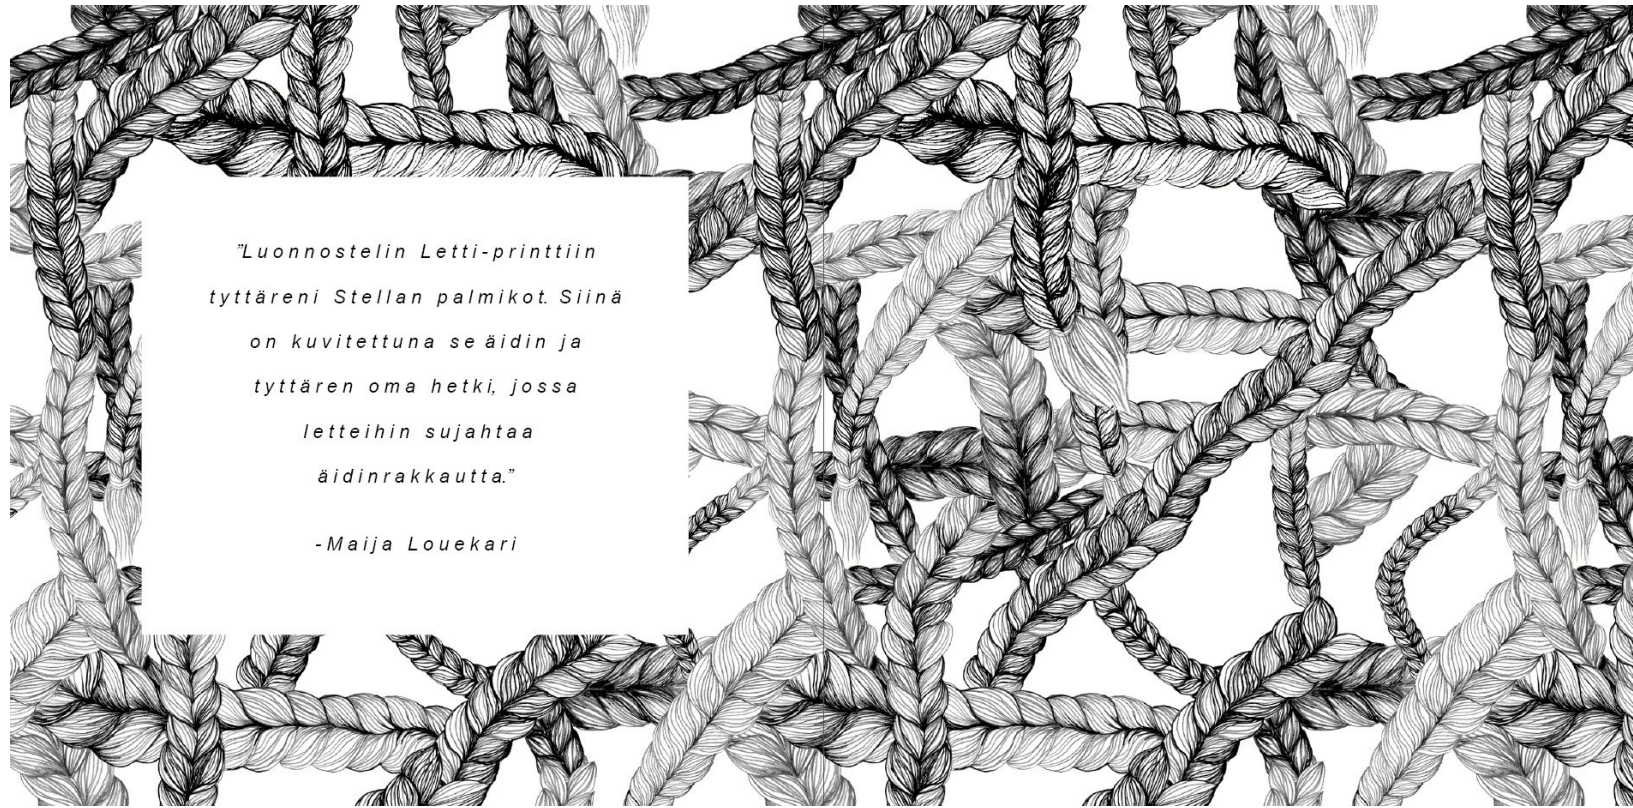 ”Luonnostelin Letti-printtiin
tyttäreni Stellan palmikot. Siinä
on kuvitettuna se äidin ja
tyttären oma hetki, jossa
letteihin sujahtaa
äidinrakkautta.”
-Maija Louekari